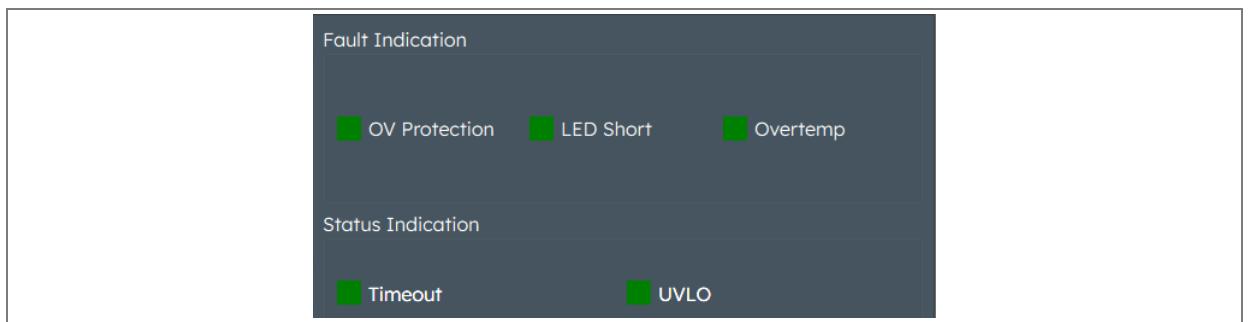 Fault Indication
OV Protection LED Short Overtemp
Status Indication
Timeout UVLO